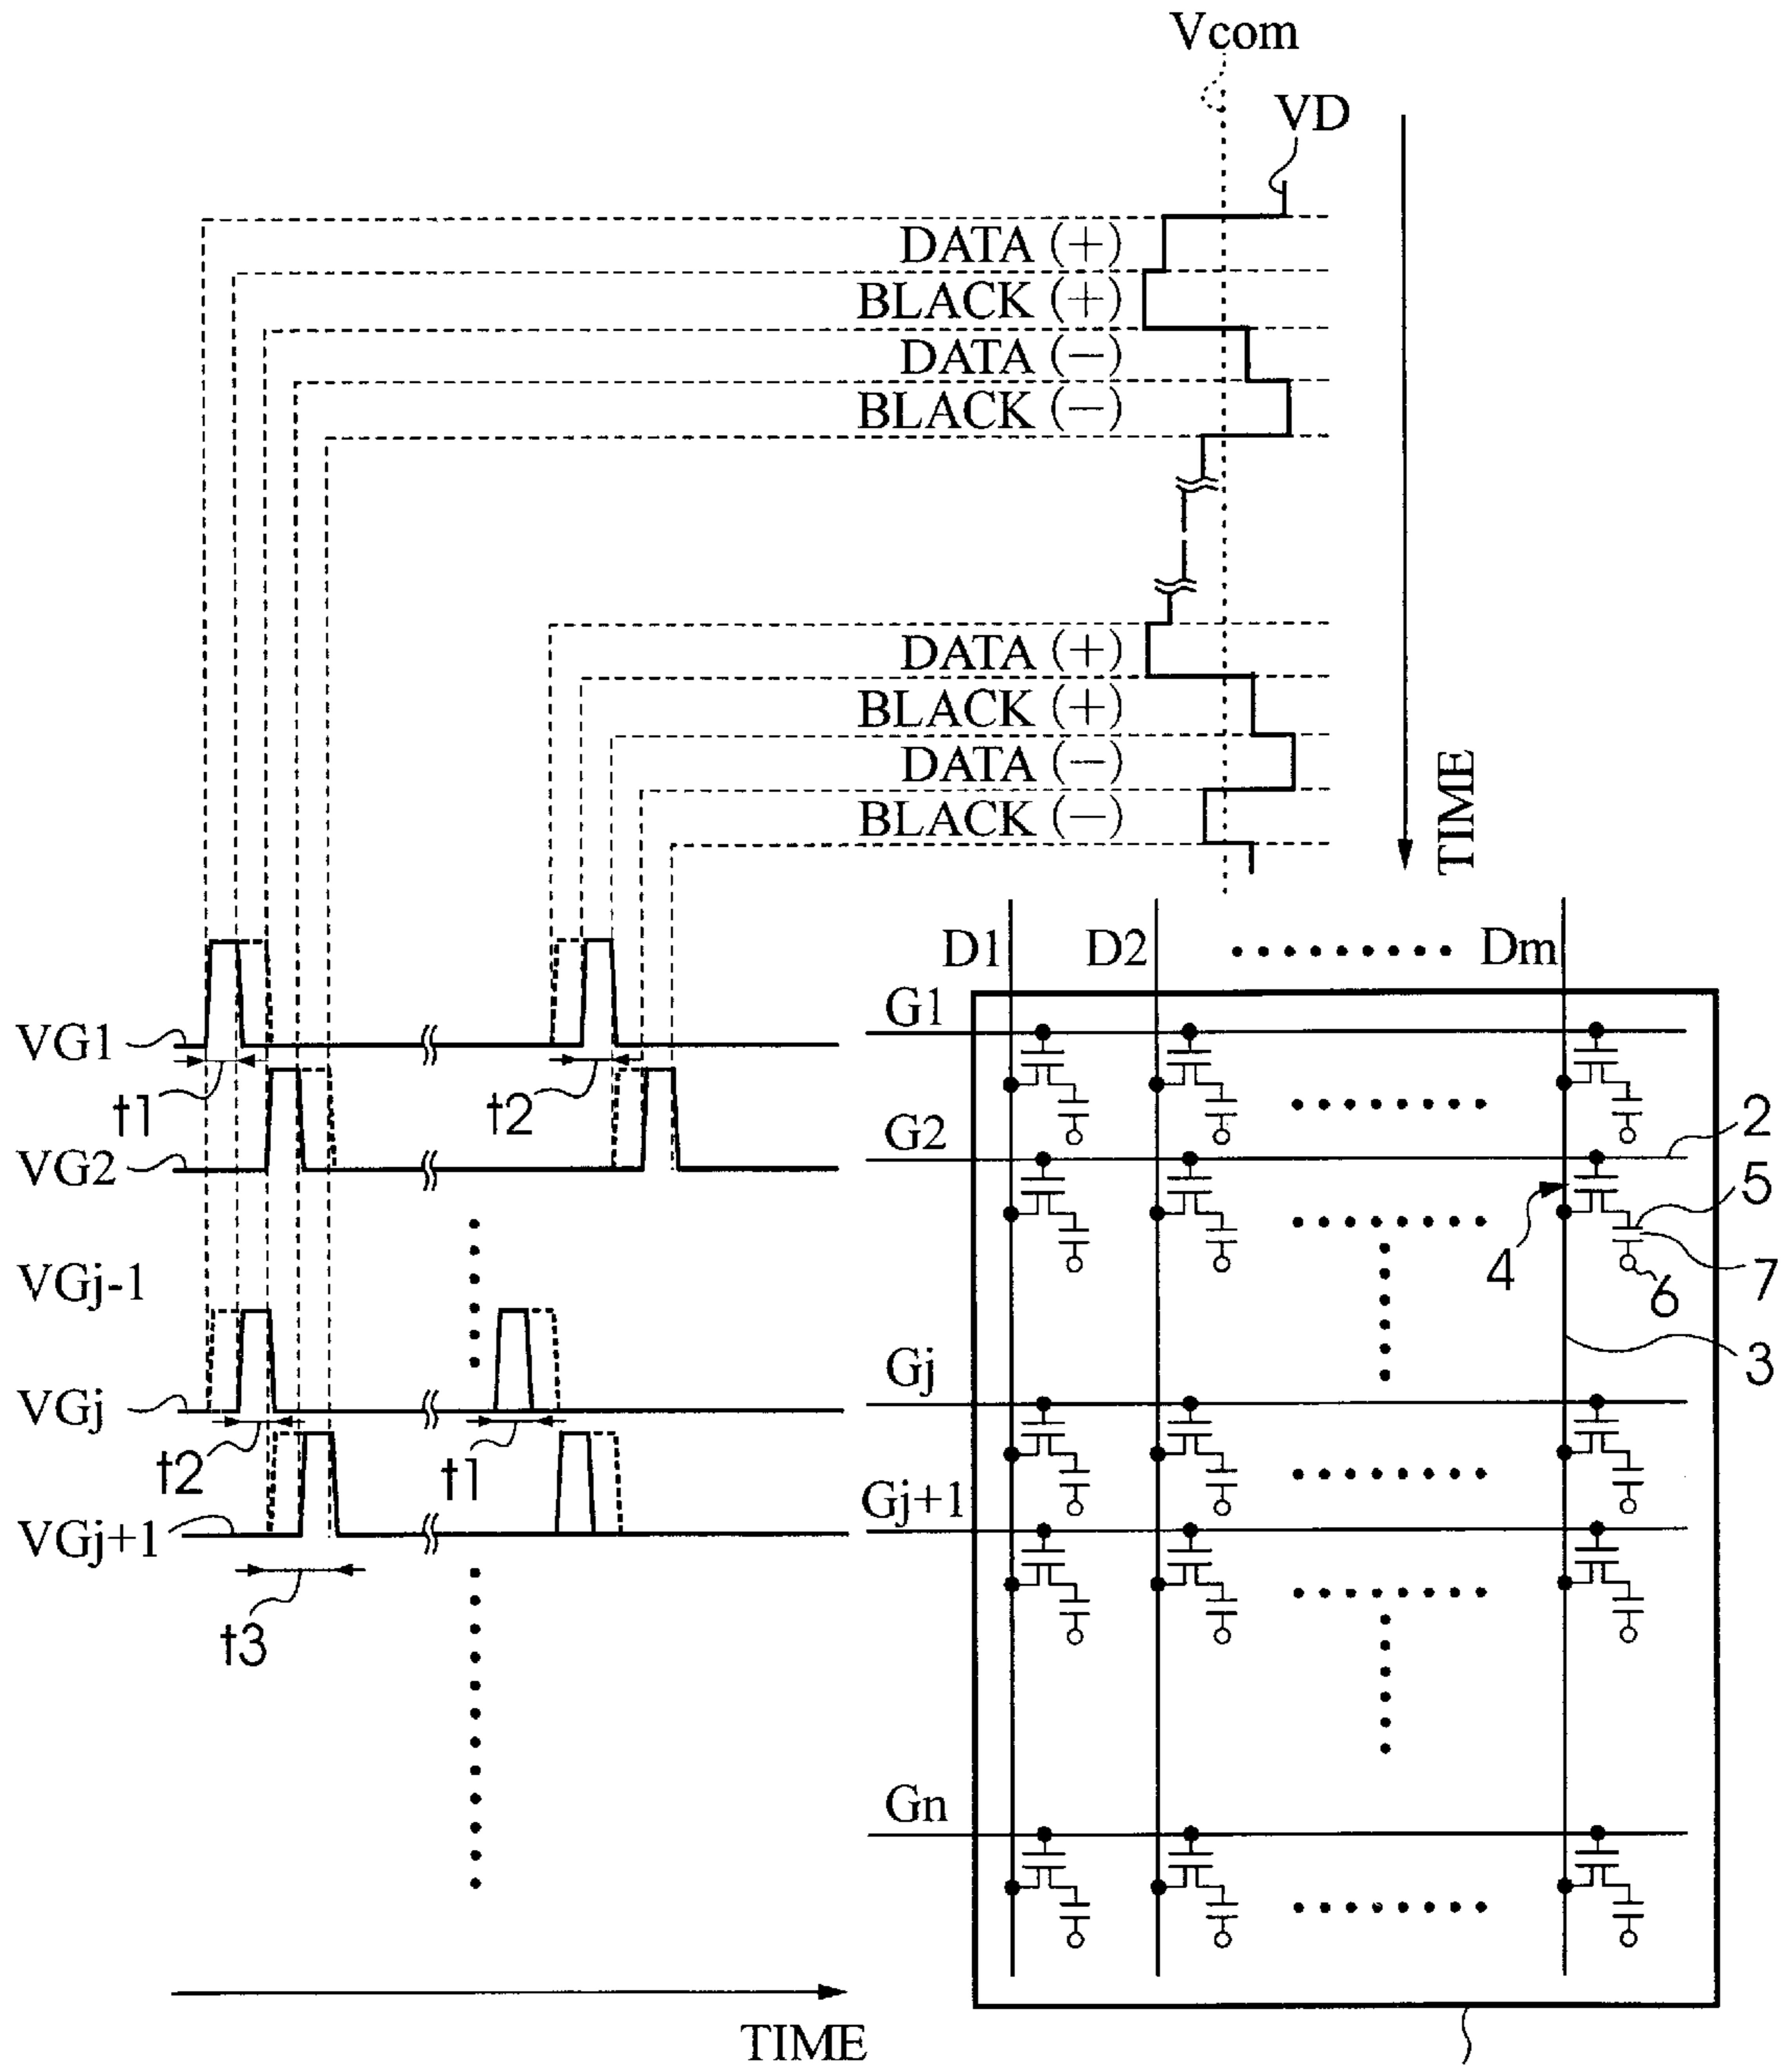 Vcom
VD
DATA (+)
BLACK (+)
DATA (−)
BLACK (−)
DATA (+)
BLACK (+)
DATA (−)
BLACK (−)
TIME
D1 D2 Dm
G1
VG1
t1 t2
G2 2
VG2
5
4 7
6
VGj-1
3
Gj
VGj
t2 t1
Gj+1
VGj+1
t3
Gn
TIME